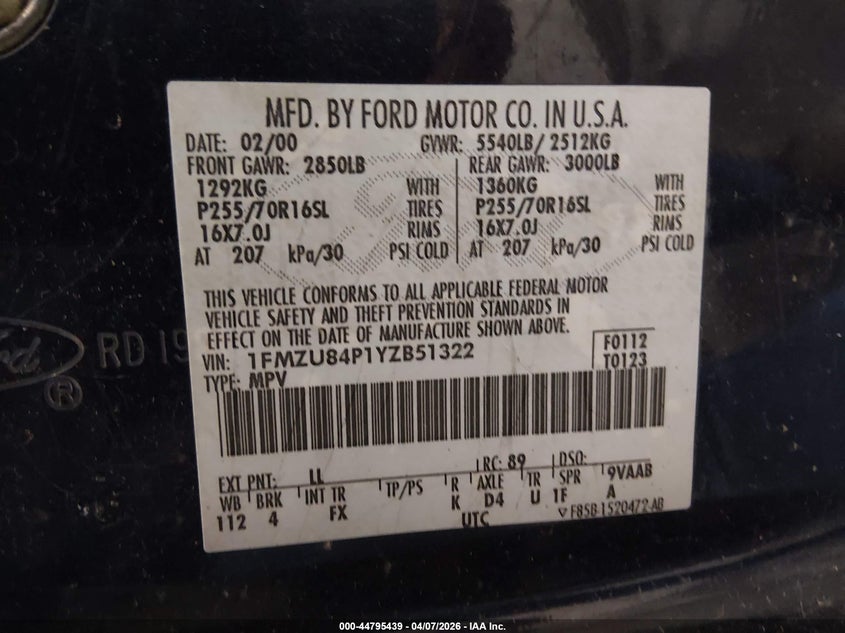 MFD. BY FORD MOTOR CO. IN U.S.A.
DATE: 02/00 GVWR: 5540LB/ 2512KG
FRONT GAWR: 2850LB REAR GAWR: 3000LB
1292KG WITH 1360KG WITH
P255/70R16SL TIRES P255/70R16SL TIRES
16X7.0J RIMS 16X7.0J RIMS
AT 207 kPa/30 PSI COLD AT 207 kPa/30 PSI COLD
THIS VEHICLE CONFORMS TO ALL APPLICABLE FEDERAL MOTOR
VEHICLE SAFETY AND THEFT PREVENTION STANDARDS IN
EFFECT ON THE DATE OF MANUFACTURE SHOWN ABOVE.
VIN: 1FMZU84P1YZB51322 F0112
TYPE: MPV T0123
RD 19
®
EXT PNT: LL RC: 89 DSO:
WB BRK INT TR TP/PS R AXLE TR SPR 9VAAB
112 4 FX K D4 U 1F A
UTC ▽ F85B-1520472-AB
000-44795439 - 04/07/2026 - IAA Inc.